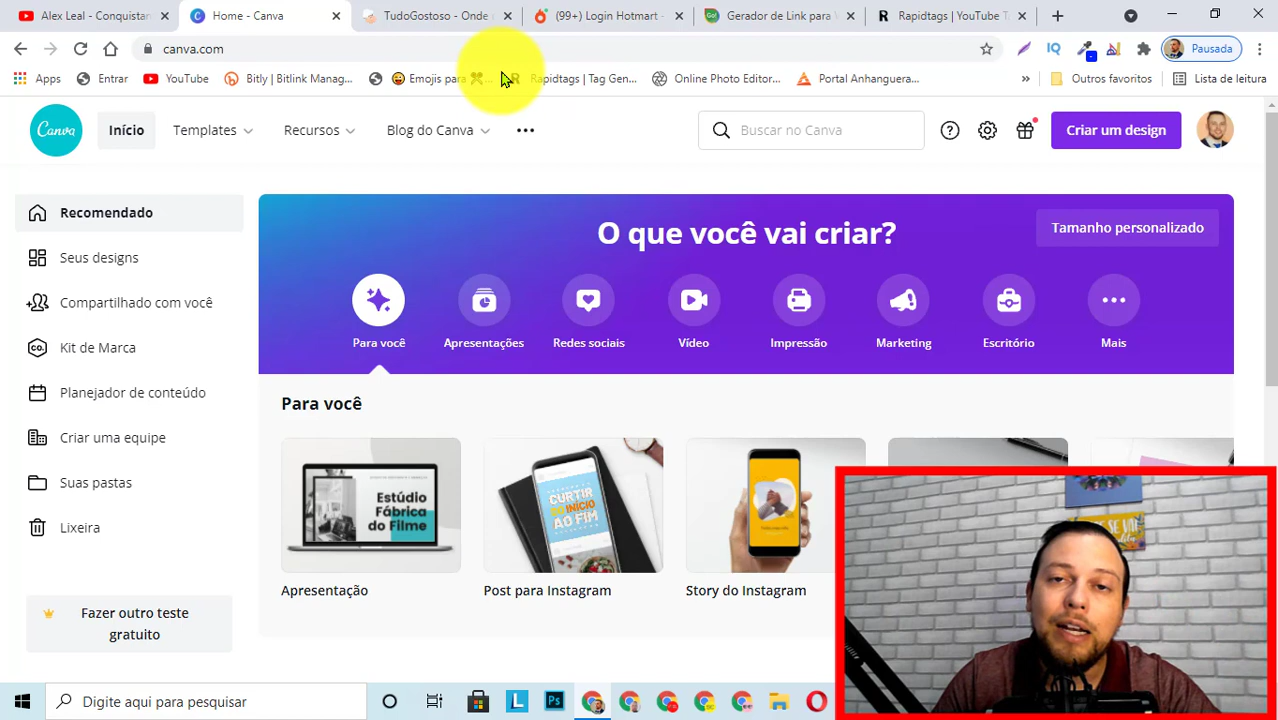 Alex Leal - Conquistan
Home - Canva
TudoGostoso - Onde
(99+) Login Hotmart -
Gerador de Link para
Rapidtags | YouTube T
canva.com
Pausada
Apps
Entrar
YouTube
Bitly | Bitlink Manag...
Emojis para
Rapidtags | Tag Gen...
Online Photo Editor...
Portal Anhanguera...
»
Outros favoritos
Lista de leitura
Canva
Início
Templates
Recursos
Blog do Canva
Buscar no Canva
Criar um design
Recomendado
Seus designs
Compartilhado com você
Kit de Marca
Planejador de conteúdo
Criar uma equipe
Suas pastas
Lixeira
Fazer outro teste
gratuito
O que você vai criar?
Tamanho personalizado
Para você
Apresentações
Redes sociais
Vídeo
Impressão
Marketing
Escritório
Mais
Para você
Estúdio
Fábrica
do Filme
CURTIR
DO INÍCIO
AO FIM
Apresentação
Post para Instagram
Story do Instagram
Digite aqui para pesquisar